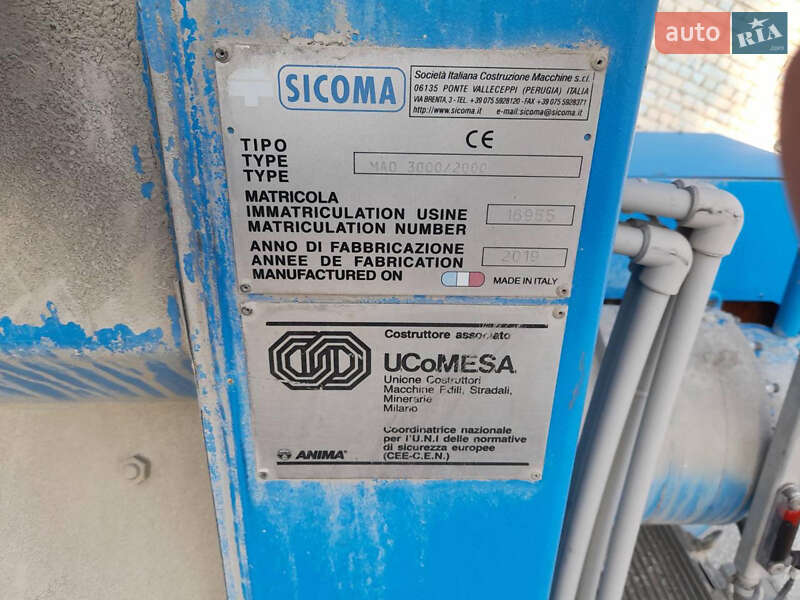 auto RIA
.com
SICOMA
Società Italiana Costruzione Macchine s.r.l.
06135 PONTE VALLECEPPI (PERUGIA) ITALIA
VIA BRENTA, 3 - TEL. +39 075 5928120 - FAX +39 075 5928371
http://www.sicoma.it e-mail:sicoma@sicoma.it
CE
TIPO
TYPE
TYPE
MAO 3000/2000
MATRICOLA
IMMATRICULATION USINE
MATRICULATION NUMBER
16955
ANNO DI FABBRICAZIONE
ANNEE DE FABRICATION
MANUFACTURED ON
2019
MADE IN ITALY
Costruttore associato
UCoMESA
Unione Costruttori
Macchine Edili, Stradali,
Minerarie
Milano
Coordinatrice nazionale
per l'U.N.I delle normative
di sicurezza europee
(CEE-C.E.N.)
ANIMA